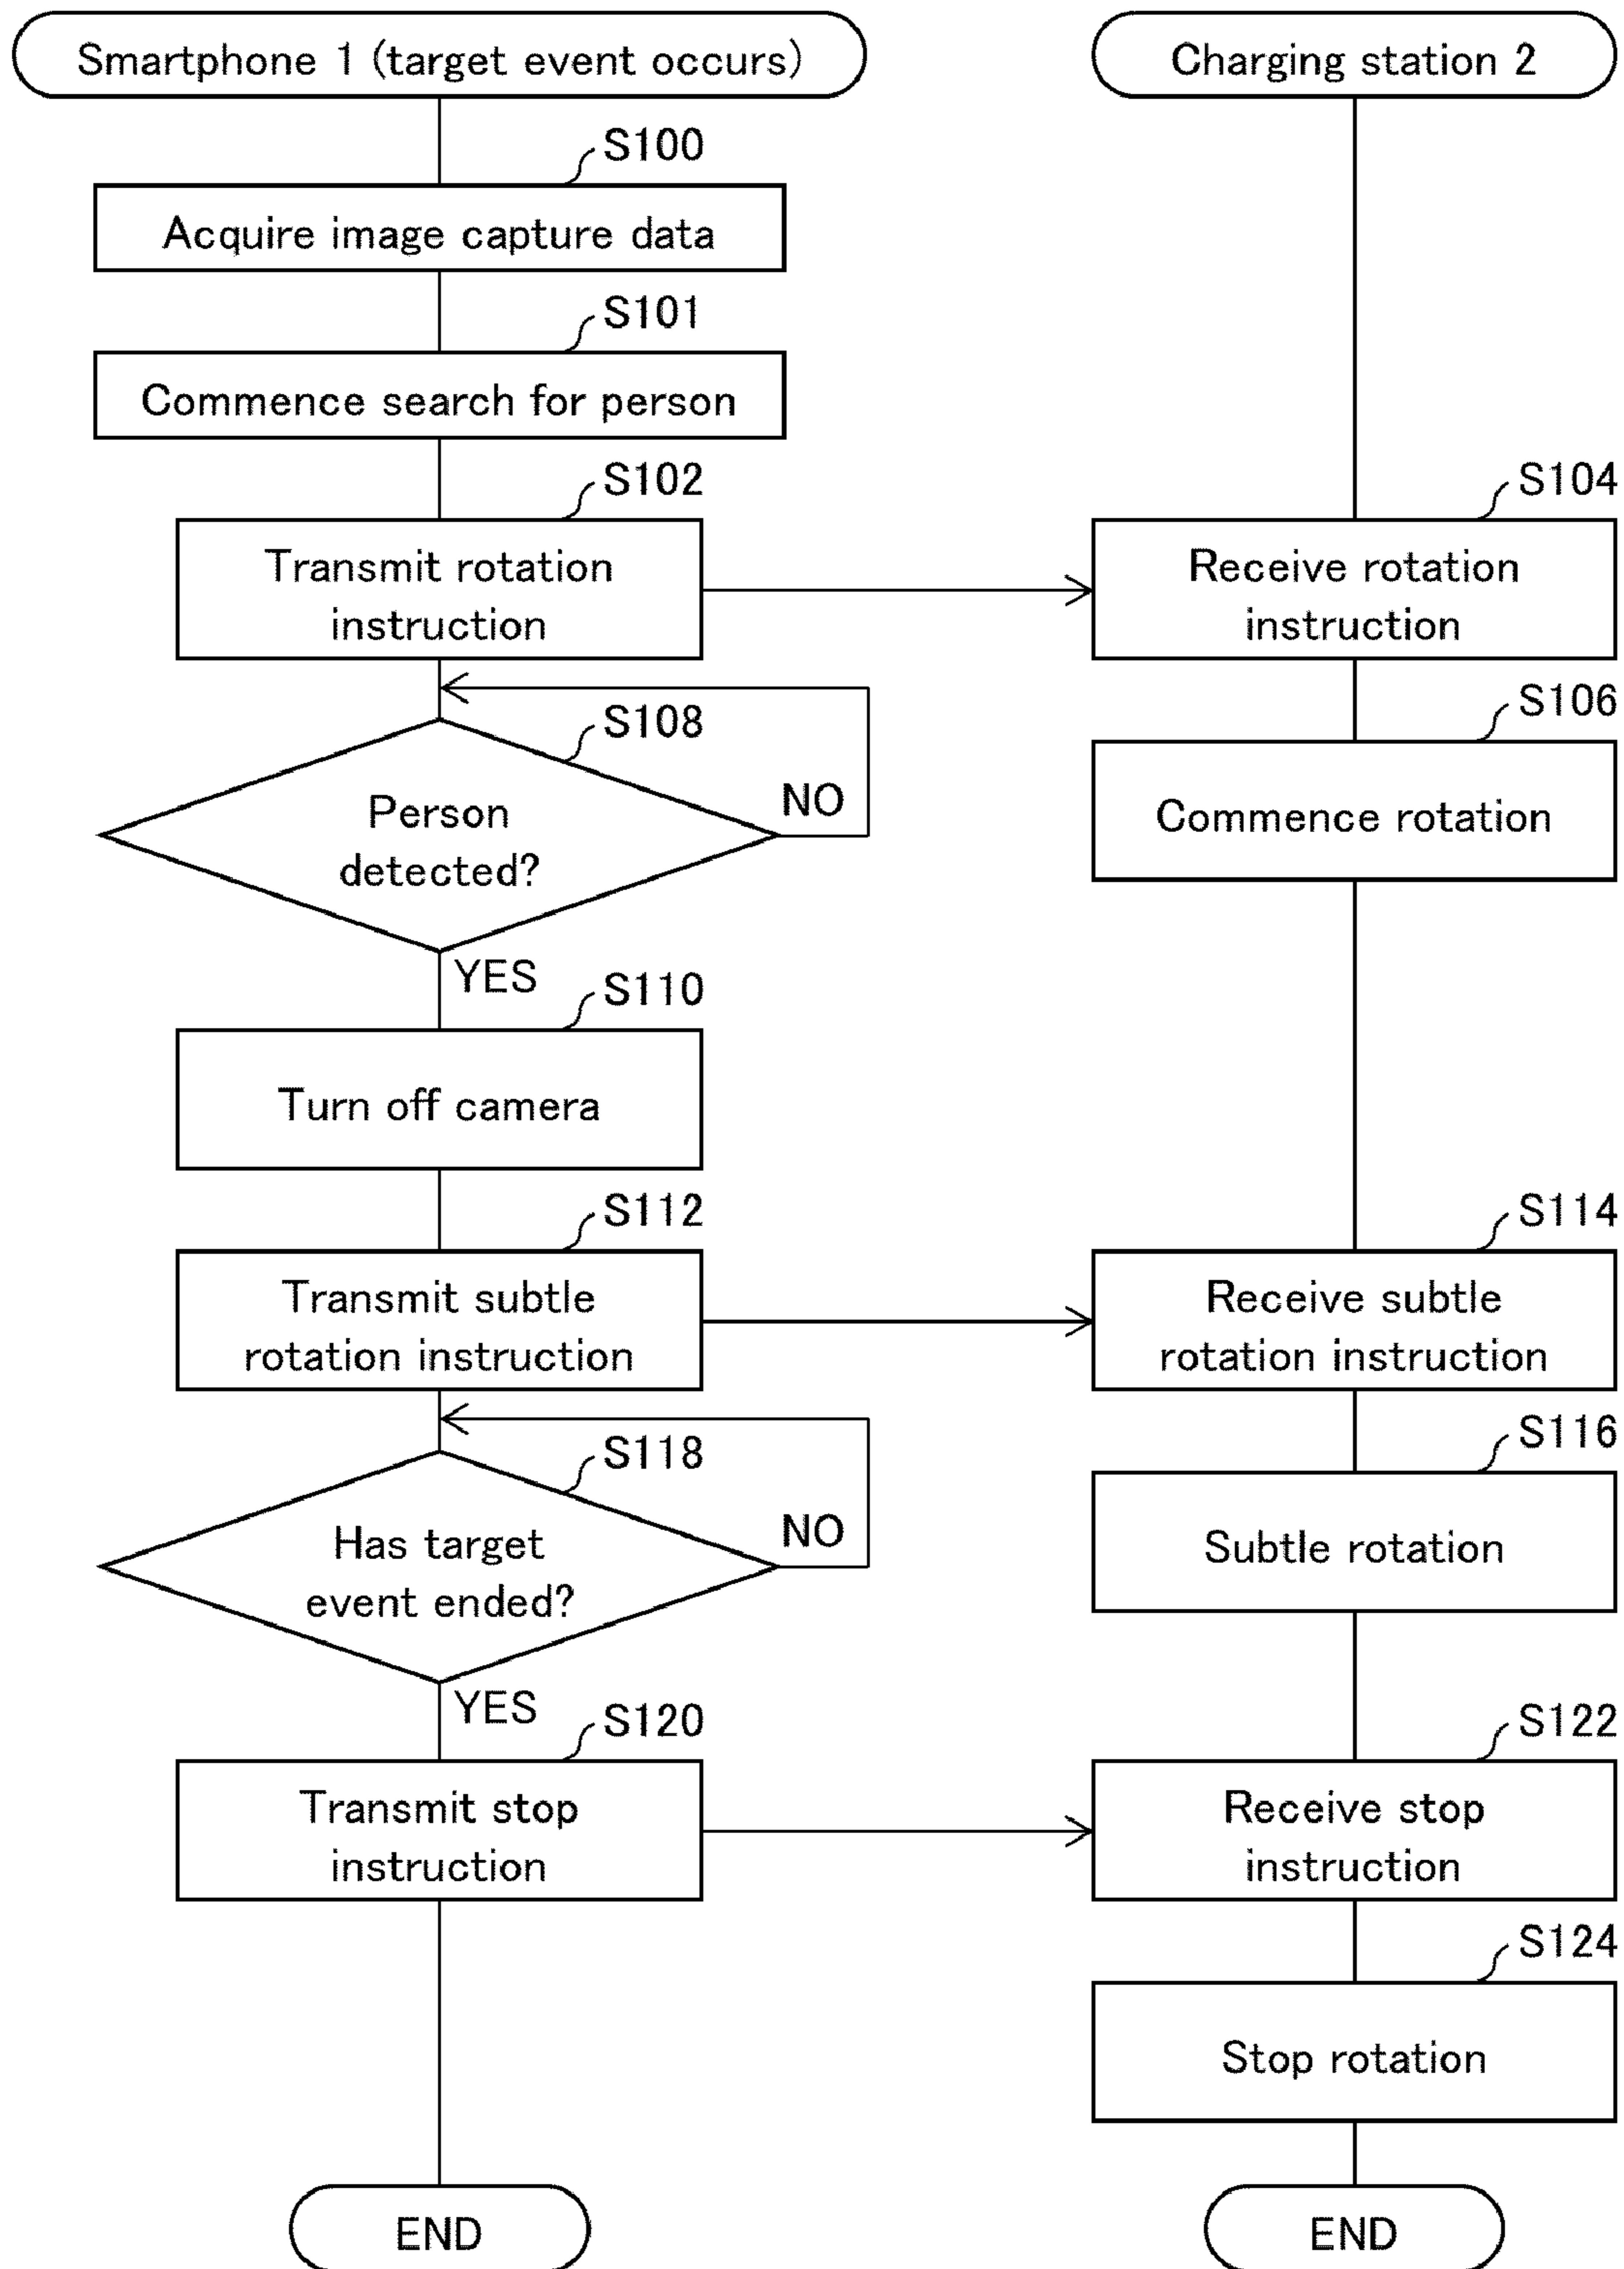 Smartphone 1 (target event occurs)
Charging station 2
S100
Acquire image capture data
S101
Commence search for person
S102
Transmit rotation
instruction
S104
Receive rotation
instruction
S106
Commence rotation
S108
Person
detected?
NO
YES
S110
Turn off camera
S112
Transmit subtle
rotation instruction
S114
Receive subtle
rotation instruction
S116
Subtle rotation
S118
Has target
event ended?
NO
YES
S120
Transmit stop
instruction
S122
Receive stop
instruction
S124
Stop rotation
END
END